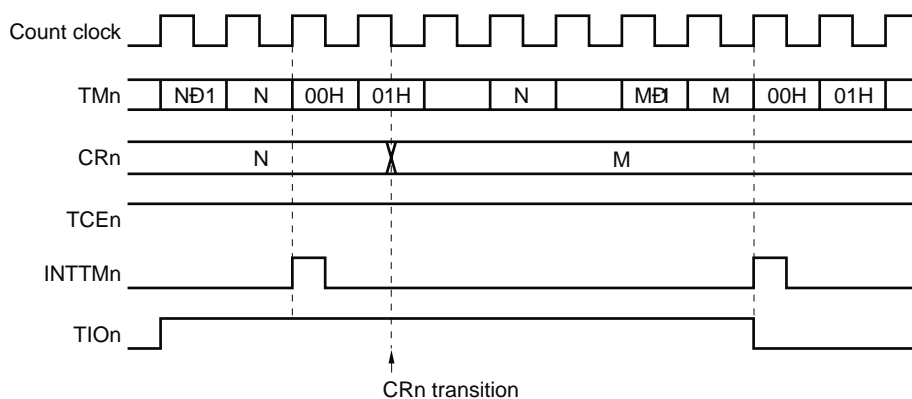 Count clock
TMn NÐ1 N 00H 01H N MÐ1 M 00H 01H
CRn N M
TCEn
INTTMn
TIOn
CRn transition